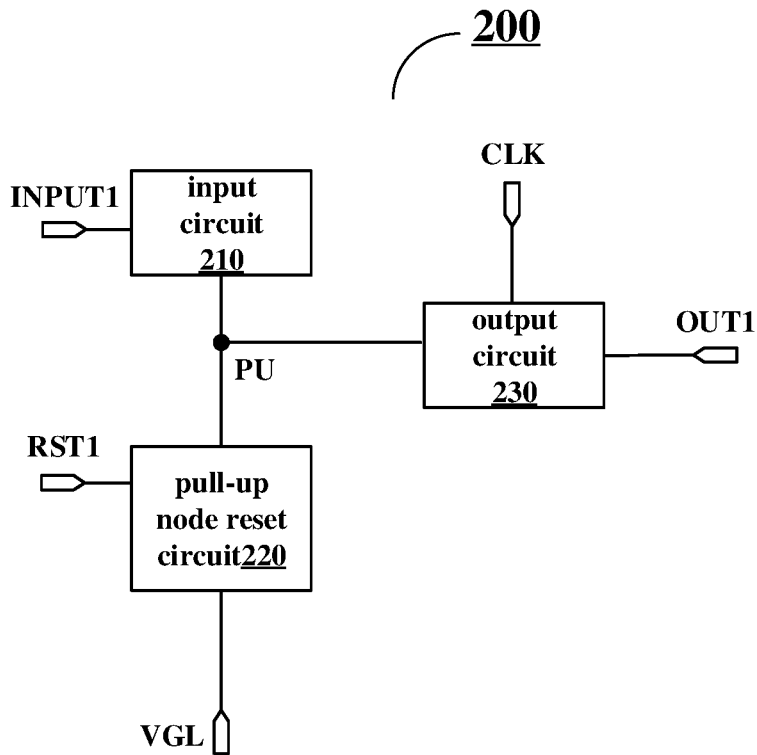 200
CLK
INPUT1
input
circuit
210
output
circuit
230
OUT1
PU
RST1
pull-up
node reset
circuit220
VGL